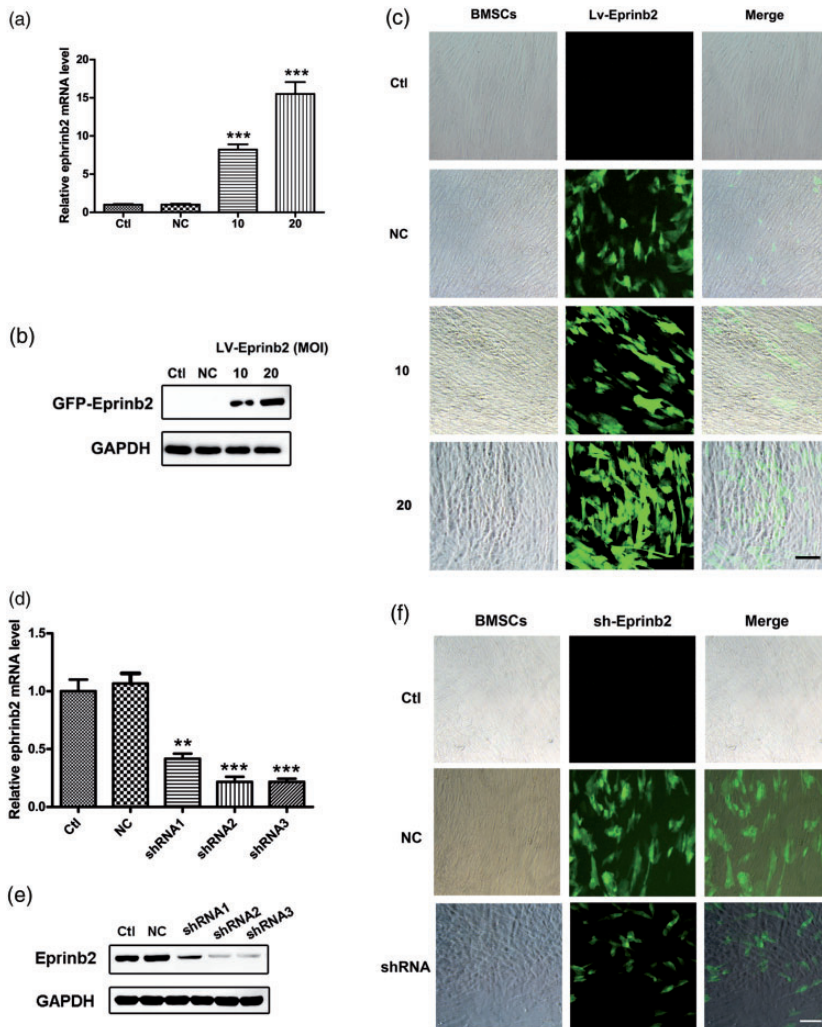 (a)
Relative ephrinb2 mRNA level
20
15
10
5
0
***
***
Ctl
NC
10
20
(b)
LV-Eprinb2 (MOI)
Ctl NC 10 20
GFP-Eprinb2
GAPDH
(c)
BMSCs Lv-Eprinb2 Merge
Ctl
NC
10
20
(d)
Relative ephrinb2 mRNA level
1.5
1.0
0.5
0.0
**
***
***
Ctl
NC
shRNA1
shRNA2
shRNA3
(e)
Ctl NC shRNA1 shRNA2 shRNA3
Eprinb2
GAPDH
(f)
BMSCs sh-Eprinb2 Merge
Ctl
NC
shRNA